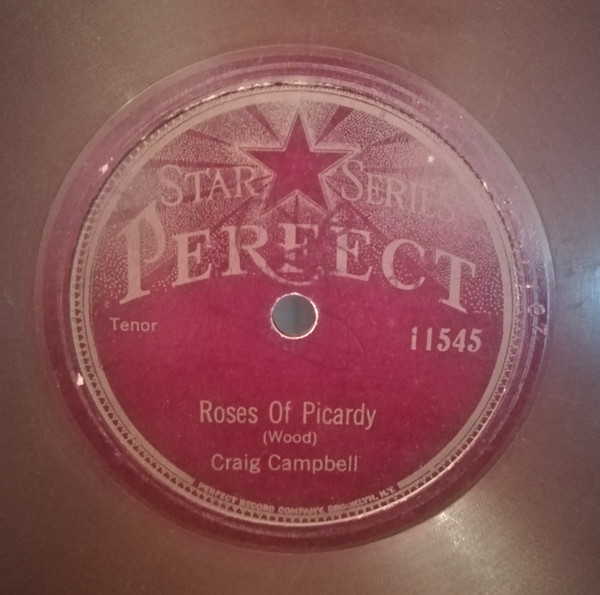 STAR SERIES
PERFECT
Tenor
11545
Roses Of Picardy
(Wood)
Craig Campbell
PERFECT RECORD COMPANY, BROOKLYN, N.Y.